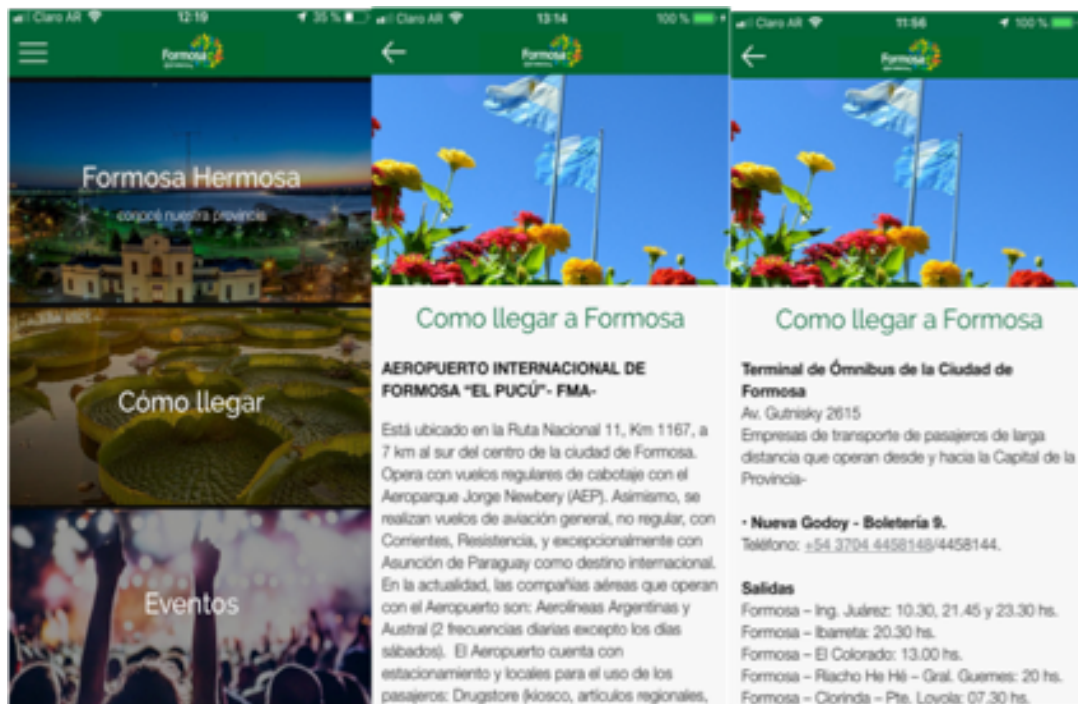 Claro AR
12:19
35 %
Formosa
Formosa Hermosa
conocé nuestra provincia
Cómo llegar
Eventos
Claro AR
13:14
100 %
Formosa
Como llegar a Formosa
AEROPUERTO INTERNACIONAL DE
FORMOSA “EL PUCÚ”- FMA-
Está ubicado en la Ruta Nacional 11, Km 1167, a
7 km al sur del centro de la ciudad de Formosa.
Opera con vuelos regulares de cabotaje con el
Aeroparque Jorge Newbery (AEP). Asimismo, se
realizan vuelos de aviación general, no regular, con
Corrientes, Resistencia, y excepcionalmente con
Asunción de Paraguay como destino internacional.
En la actualidad, las compañías aéreas que operan
con el Aeropuerto son: Aerolíneas Argentinas y
Austral (2 frecuencias diarias excepto los días
sábados). El Aeropuerto cuenta con
estacionamiento y locales para el uso de los
pasajeros: Drugstore (kiosco, artículos regionales,
Claro AR
11:56
100 %
Formosa
Como llegar a Formosa
Terminal de Ómnibus de la Ciudad de
Formosa
Av. Gutnisky 2615
Empresas de transporte de pasajeros de larga
distancia que operan desde y hacia la Capital de la
Provincia-
· Nueva Godoy - Boletería 9.
Teléfono: +54 3704 4458148/4458144.
Salidas
Formosa – Ing. Juárez: 10.30, 21.45 y 23.30 hs.
Formosa – Ibarreta: 20.30 hs.
Formosa – El Colorado: 13.00 hs.
Formosa – Riacho He Hé – Gral. Guemes: 20 hs.
Formosa – Clorinda – Pte. Loyola: 07.30 hs.